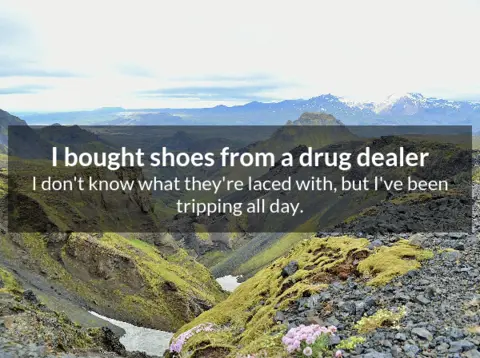 I bought shoes from a drug dealer
I don't know what they're laced with, but I've been
tripping all day.